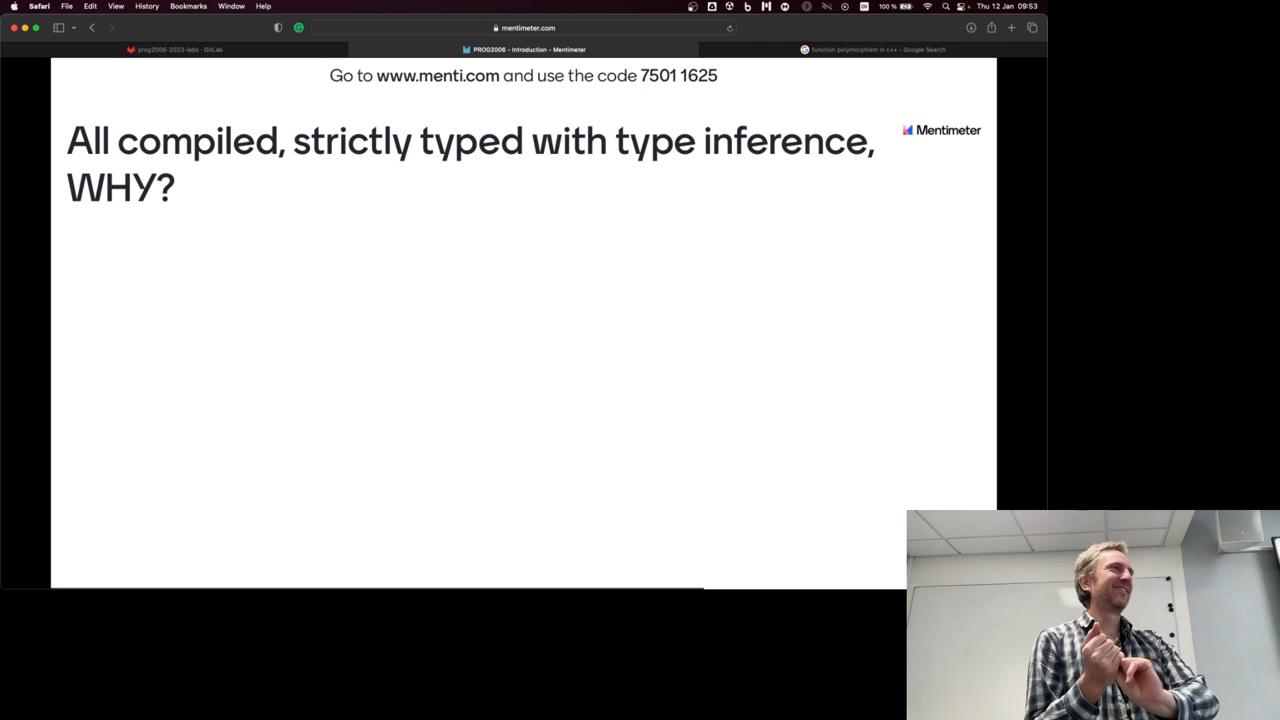 Safari File Edit View History Bookmarks Window Help 100 % Thu 12 Jan 09:53
mentimeter.com
prog2006-2023-labs · GitLab PROG2006 – Introduction - Mentimeter function polymorphism in c++ - Google Search
Go to www.menti.com and use the code 7501 1625
All compiled, strictly typed with type inference,
WHY?
Mentimeter